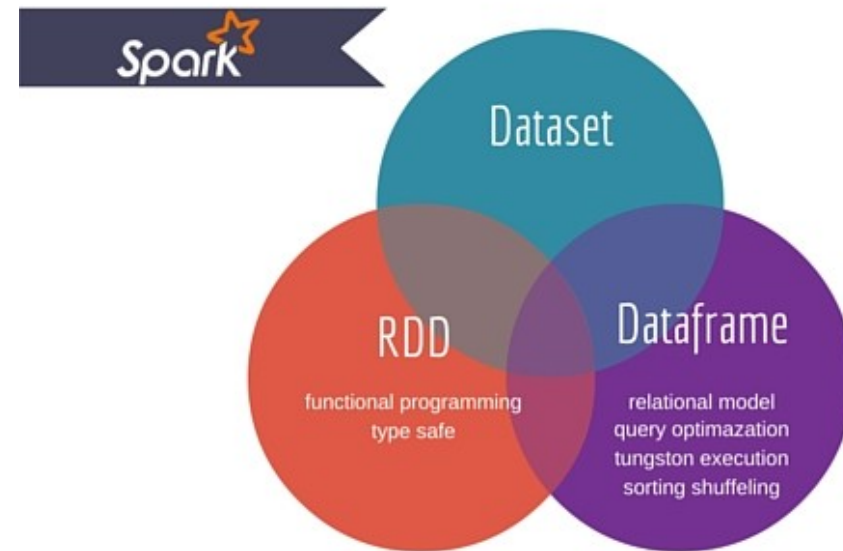 Spark
Dataset
RDD
functional programming
type safe
Dataframe
relational model
query optimazation
tungston execution
sorting shuffeling